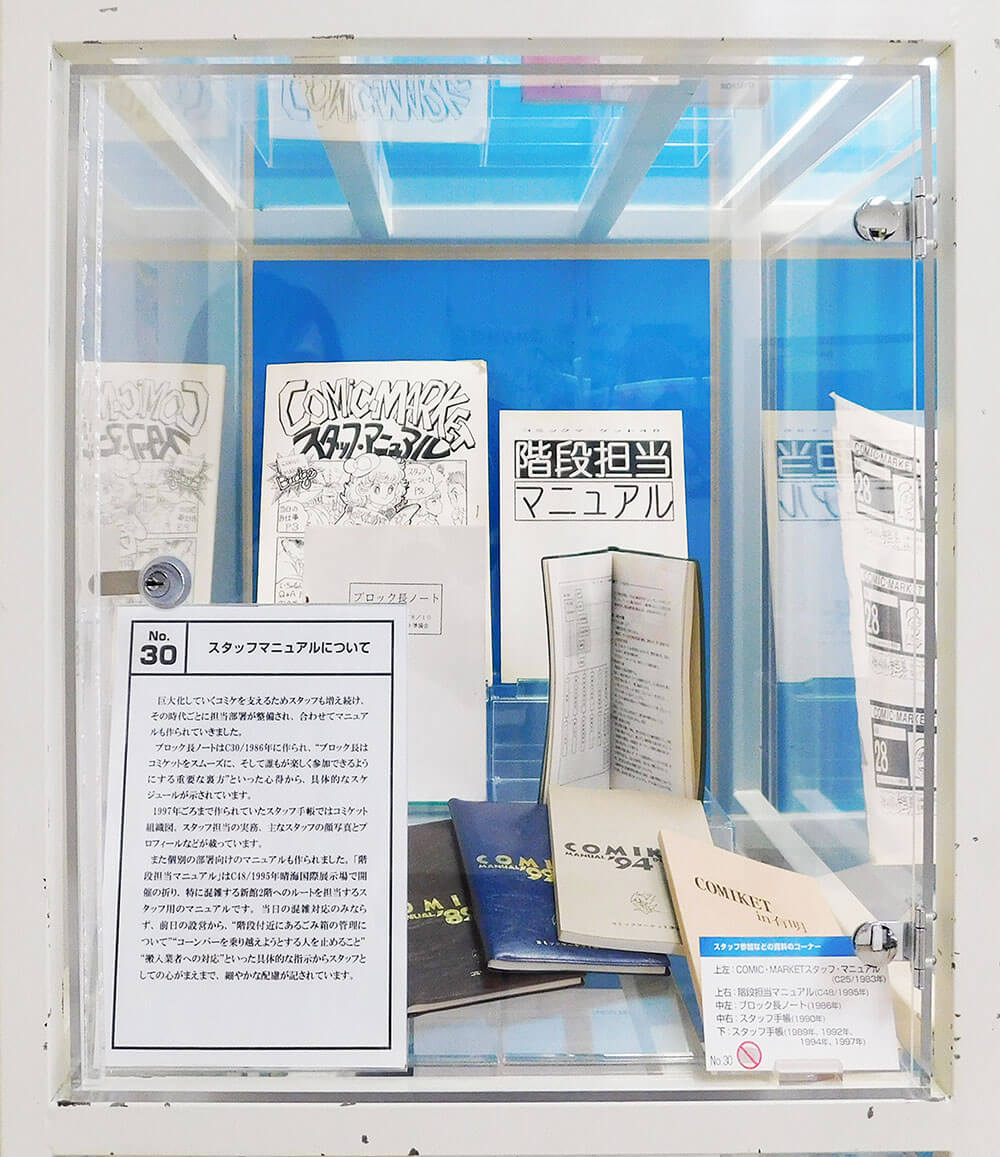 COMIC・MARKET
スタッフ・マニュアル
当日の
お仕事
P3
ブロック長ノート
階段担当
マニュアル
COMIC・MARKET
28
COMIC・MARKET
28
COMIC・MARKE
28
No.
30
スタッフマニュアルについて
巨大化していくコミケを支えるためスタッフも増え続け、
その時代ごとに担当部署が整備され、合わせてマニュア
ルも作られていきました。
ブロック長ノートはC30/1986年に作られ、“ブロック長は
コミケットをスムーズに、そして誰もが楽しく参加できるよう
にする重要な裏方”といった心得から、具体的なスケ
ジュールが示されています。
1997年ごろまで作られていたスタッフ手帳ではコミケット
組織図、スタッフ担当の実務、主なスタッフの顔写真とプ
ロフィールなどが載っています。
また個別の部署向けのマニュアルも作られました。「階
段担当マニュアル」はC48/1995年晴海国際展示場で開
催の折り、特に混雑する新館2階へのルートを担当するス
タッフ用のマニュアルです。当日の混雑対応のみなら
ず、前日の設営から、“階段付近にあるごみ箱の管理に
ついて”“コーンバーを乗り越えようとする人を止めること”
“搬入業者への対応”といった具体的な指示からスタッフと
しての心がまえまで、細やかな配慮が記されています。
COMI
MANUAL
COMIK
MANUAL '94
COMIKET
in
スタッフ参加などの資料のコーナー
上左：COMIC・MARKETスタッフ・マニュアル
(C25/1983年)
上右：階段担当マニュアル(C48/1995年)
中左：ブロック長ノート(1986年)
中右：スタッフ手帳(1990年)
下：スタッフ手帳(1989年、1992年、
1994年、1997年)
No.30